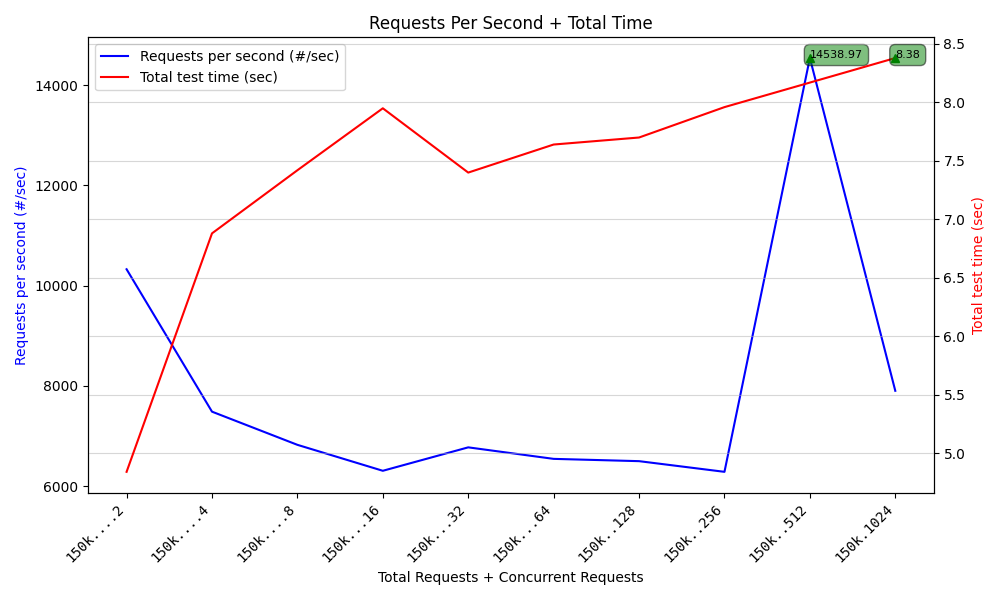 Requests Per Second + Total Time
Requests per second (#/sec)
Total test time (sec)
14538.97
8.38
Requests per second (#/sec)
14000
12000
10000
8000
6000
8.5
8.0
7.5
7.0
6.5
6.0
5.5
5.0
Total test time (sec)
150k....2
150k....4
150k....8
150k...16
150k...32
150k...64
150k..128
150k..256
150k..512
150k.1024
Total Requests + Concurrent Requests